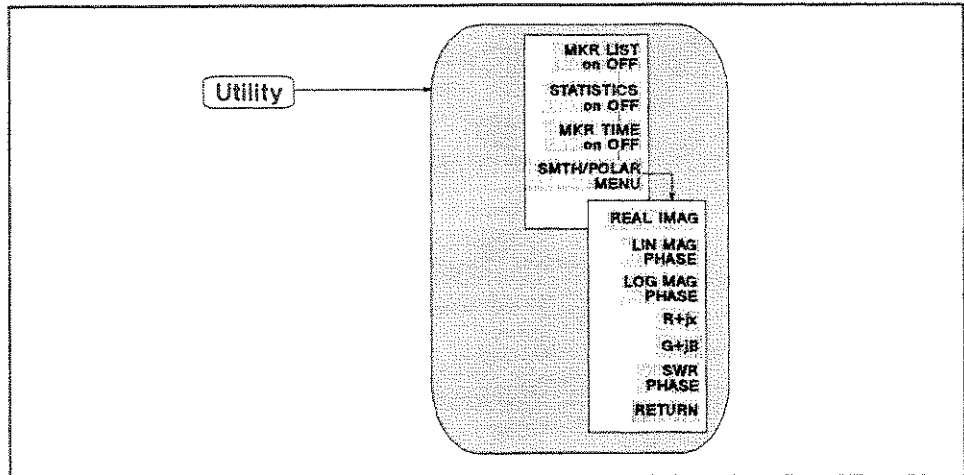 Utility
MKR LIST
on OFF
STATISTICS
on OFF
MKR TIME
on OFF
SMTH/POLAR
MENU
REAL IMAG
LIN MAG
PHASE
LOG MAG
PHASE
R+jx
G+jB
SWR
PHASE
RETURN